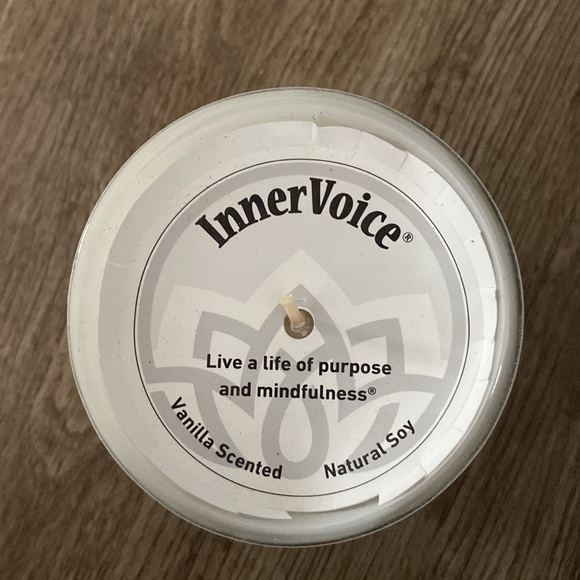 InnerVoice®
Live a life of purpose
and mindfulness®
Vanilla Scented
Natural Soy